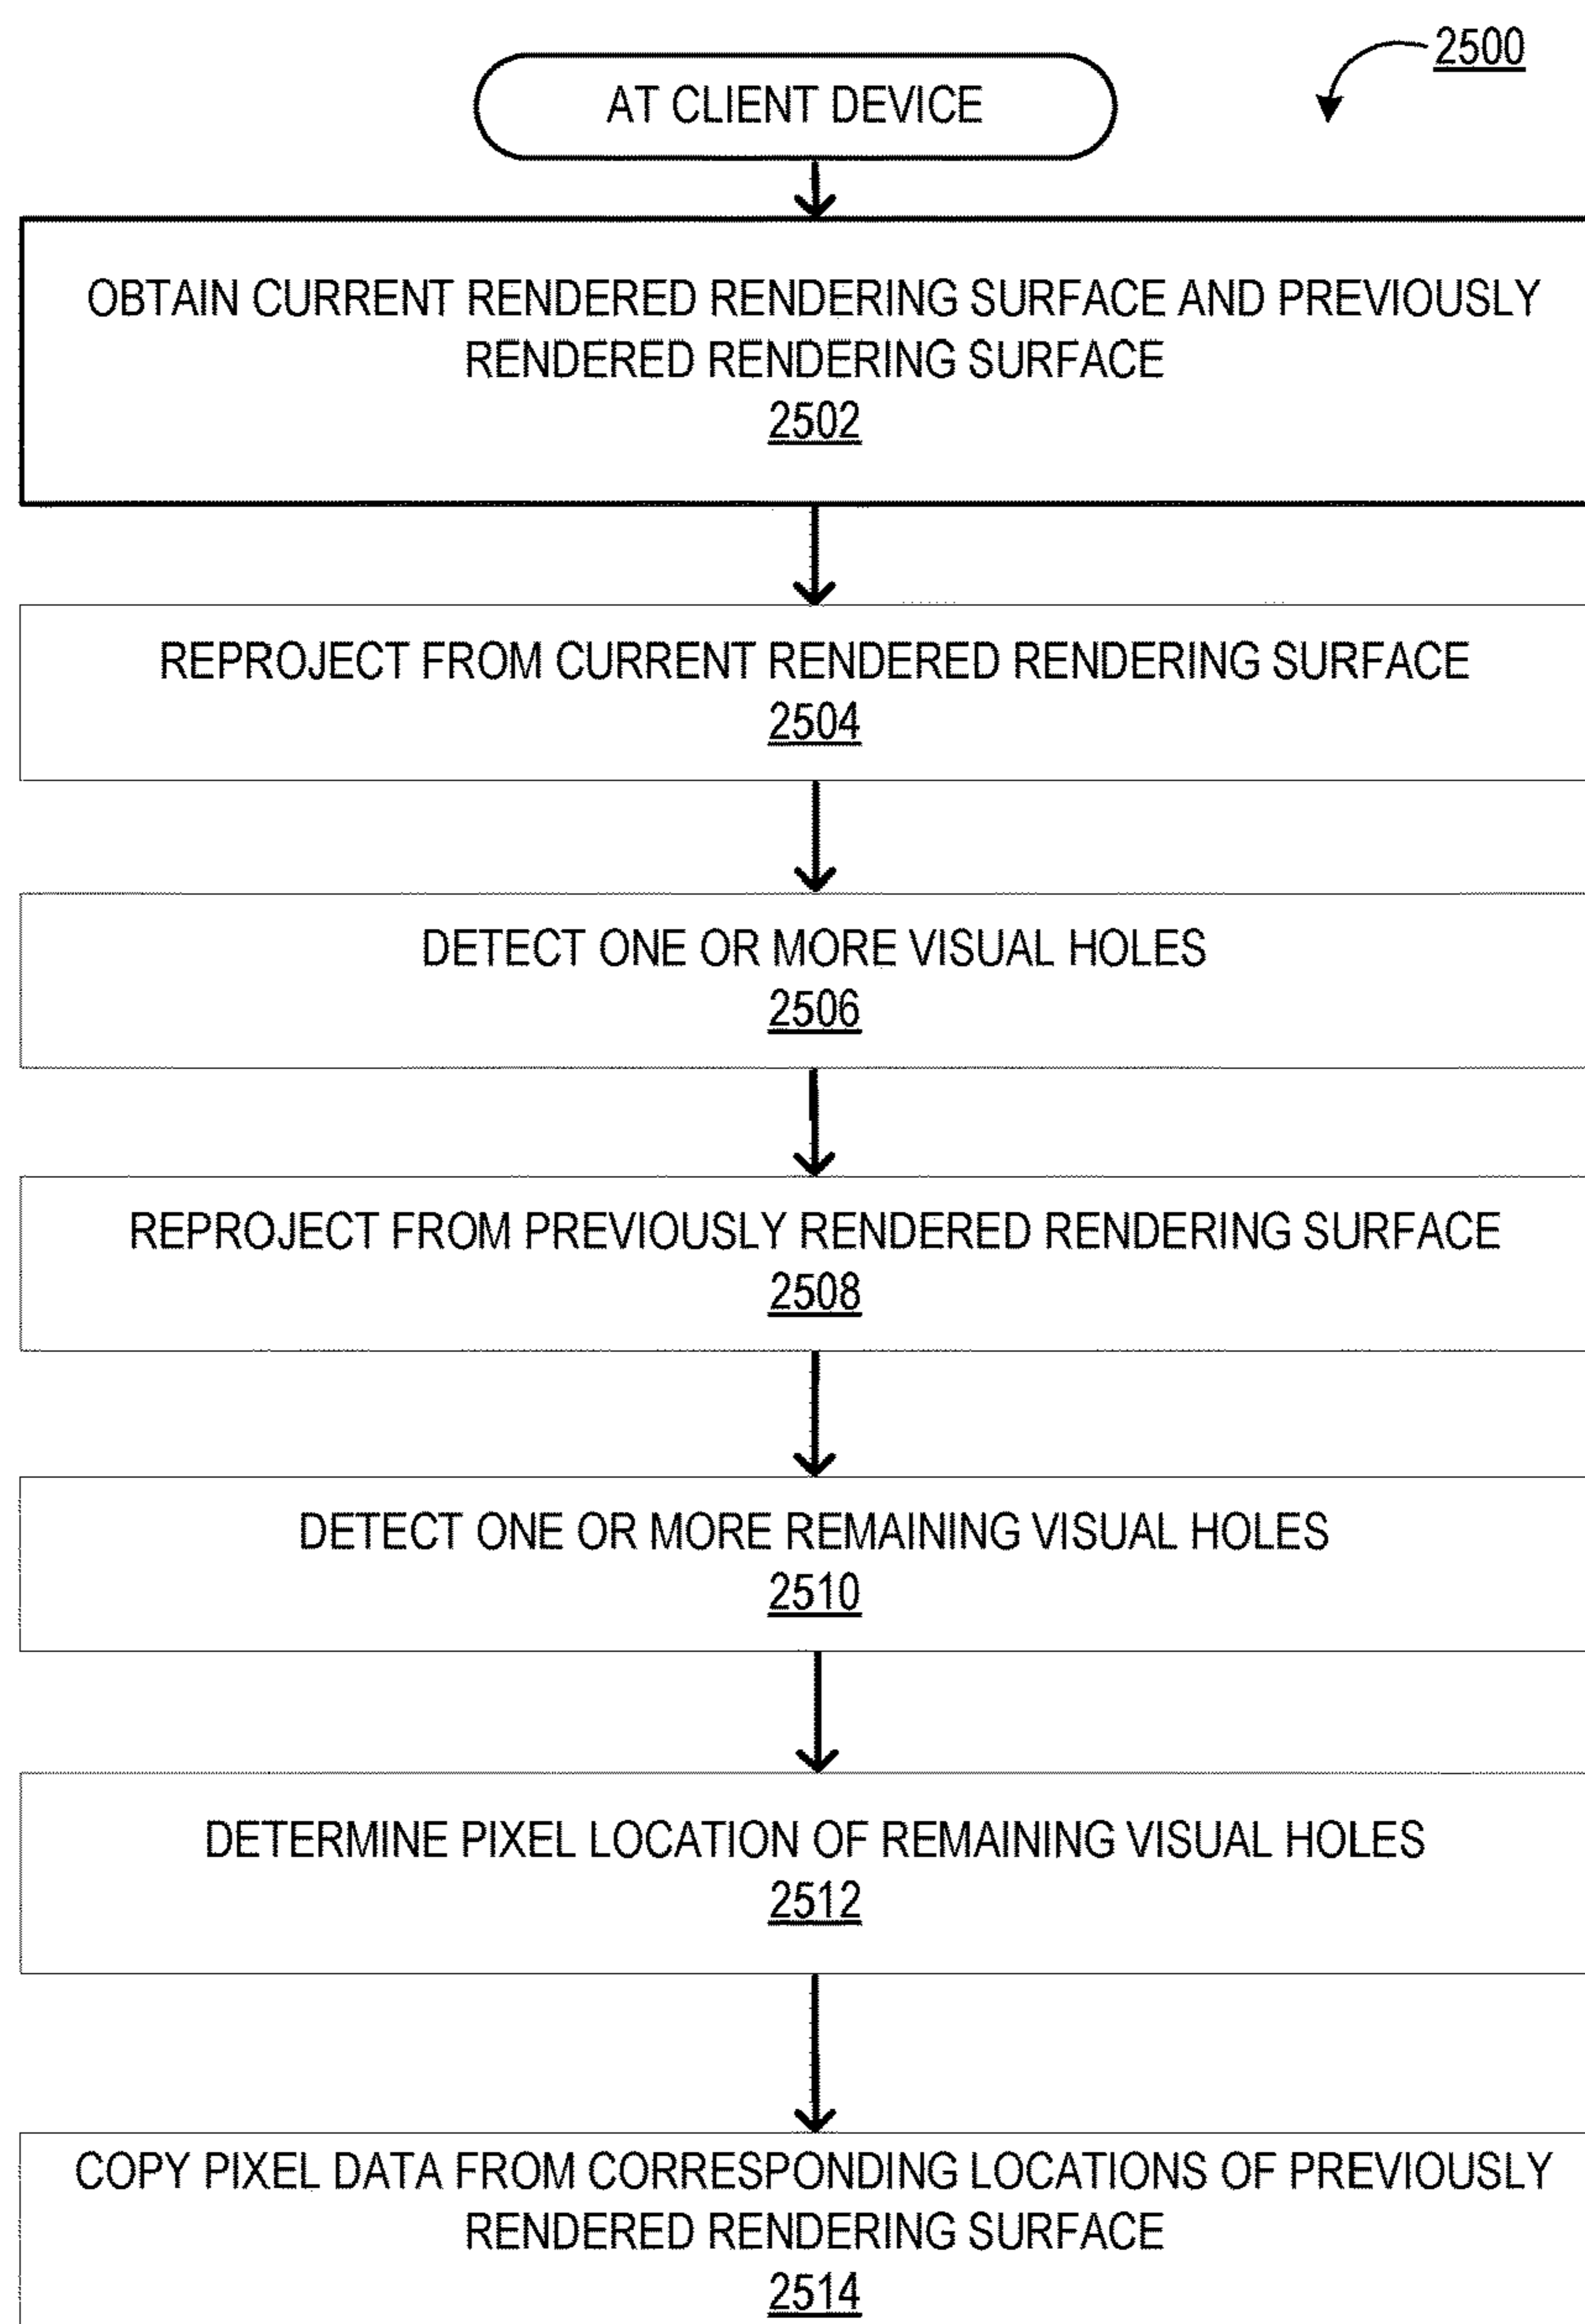 2500
AT CLIENT DEVICE
OBTAIN CURRENT RENDERED RENDERING SURFACE AND PREVIOUSLY
RENDERED RENDERING SURFACE
2502
REPROJECT FROM CURRENT RENDERED RENDERING SURFACE
2504
DETECT ONE OR MORE VISUAL HOLES
2506
REPROJECT FROM PREVIOUSLY RENDERED RENDERING SURFACE
2508
DETECT ONE OR MORE REMAINING VISUAL HOLES
2510
DETERMINE PIXEL LOCATION OF REMAINING VISUAL HOLES
2512
COPY PIXEL DATA FROM CORRESPONDING LOCATIONS OF PREVIOUSLY
RENDERED RENDERING SURFACE
2514